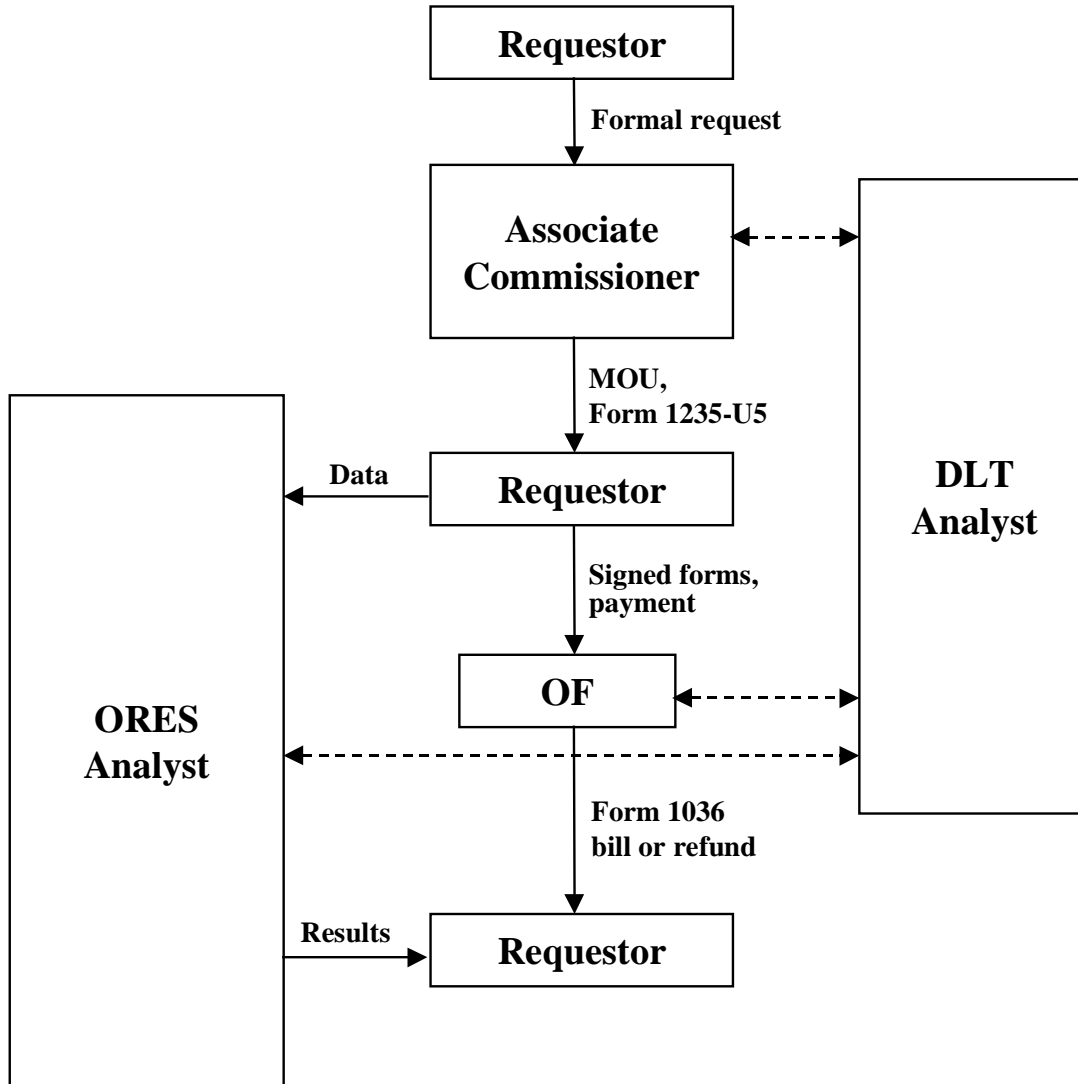 Requestor
Formal request
Associate
Commissioner
MOU,
Form 1235-U5
Data
Requestor
DLT
Analyst
Signed forms,
payment
OF
ORES
Analyst
Form 1036
bill or refund
Results
Requestor